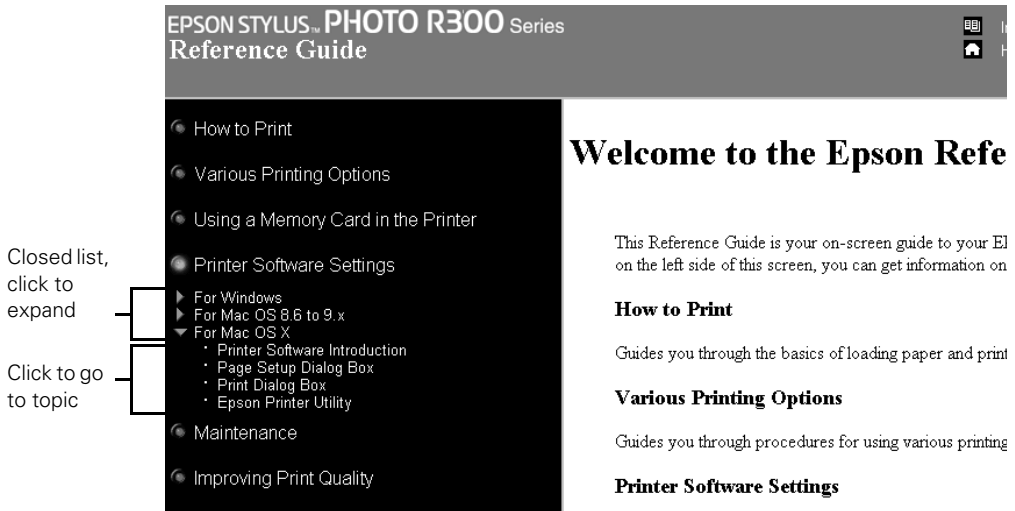 EPSON STYLUS™ PHOTO R300 Series
Reference Guide
How to Print
Various Printing Options
Using a Memory Card in the Printer
Printer Software Settings
For Windows
For Mac OS 8.6 to 9.x
For Mac OS X
· Printer Software Introduction
· Page Setup Dialog Box
· Print Dialog Box
· Epson Printer Utility
Maintenance
Improving Print Quality
Closed list,
click to
expand
Click to go
to topic
Welcome to the Epson Refe
This Reference Guide is your on-screen guide to your
on the left side of this screen, you can get information on
How to Print
Guides you through the basics of loading paper and print
Various Printing Options
Guides you through procedures for using various printing
Printer Software Settings